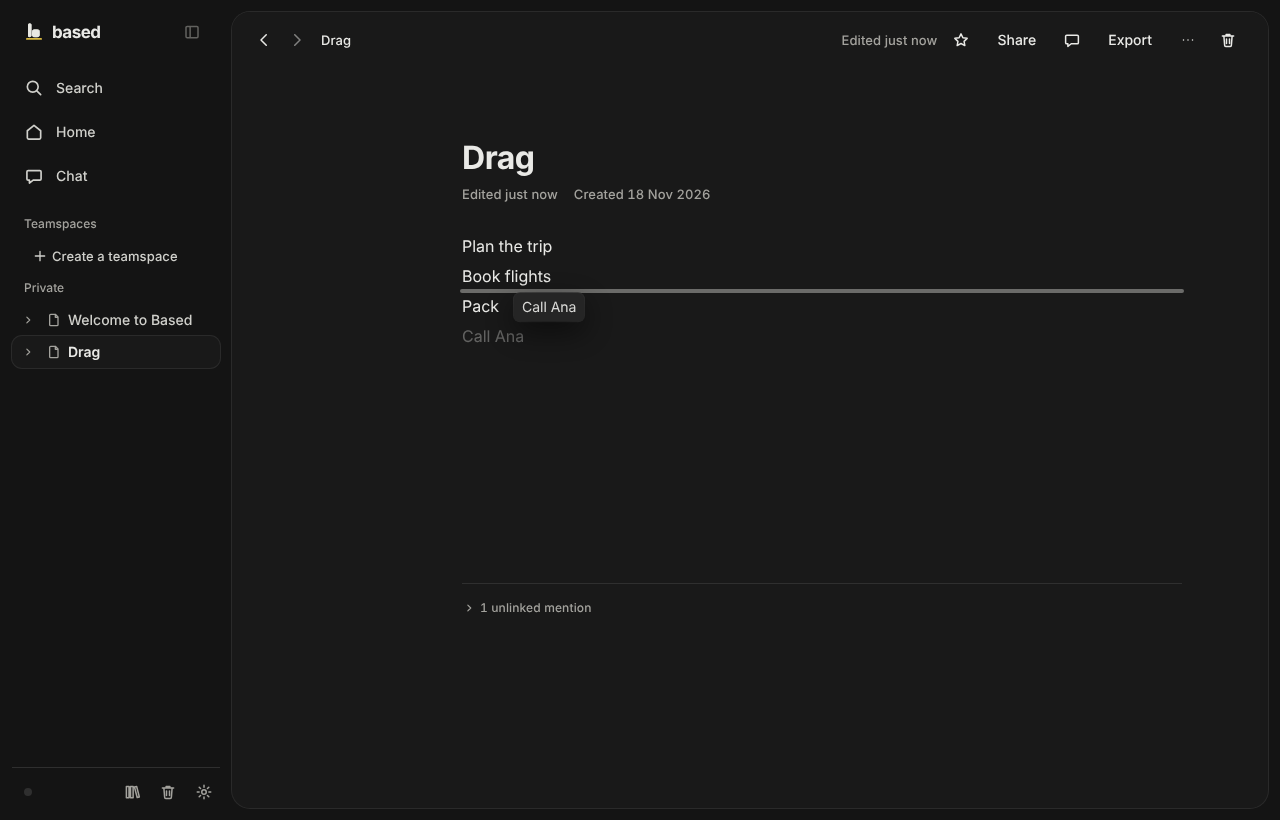 based
Search
Home
Chat
Teamspaces
Create a teamspace
Private
Welcome to Based
Drag
Drag
Edited just now
Share
Export
Drag
Edited just now Created 18 Nov 2026
Plan the trip
Book flights
Pack
Call Ana
Call Ana
1 unlinked mention